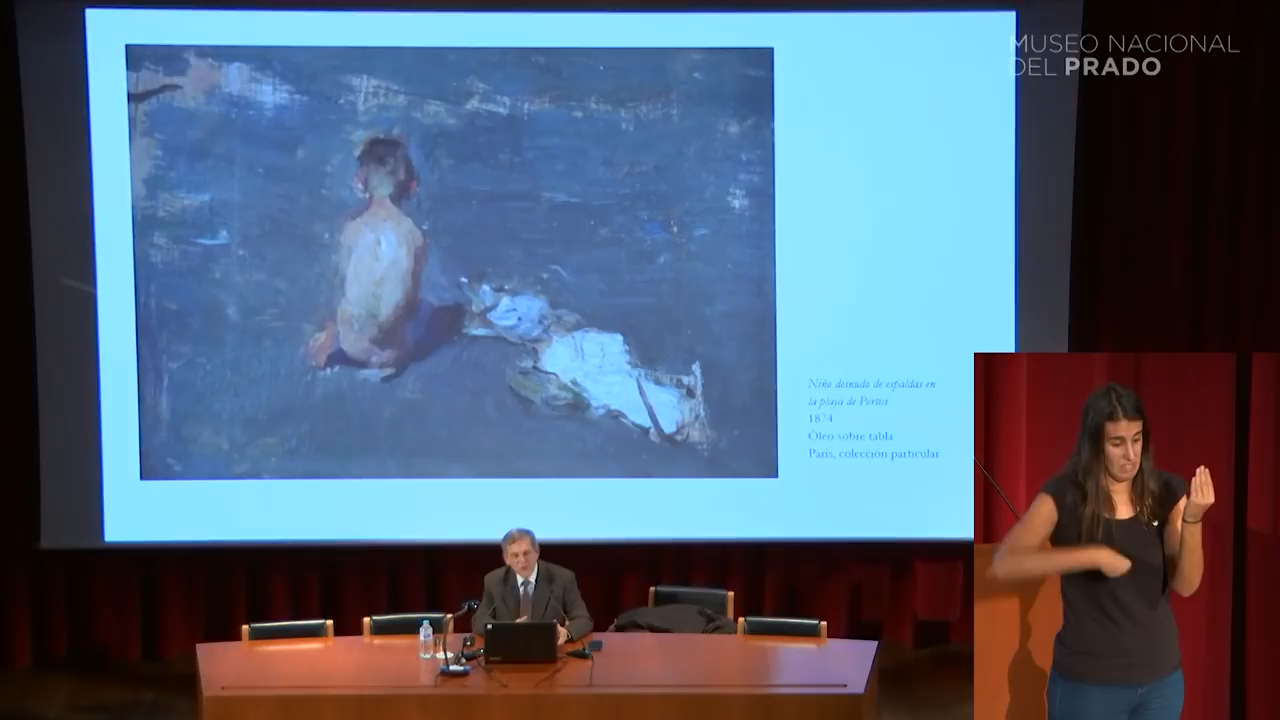 MUSEO NACIONAL
DEL PRADO
Niño desnudo de espaldas en
la playa de Portici
1874
Óleo sobre tabla
París, colección particular